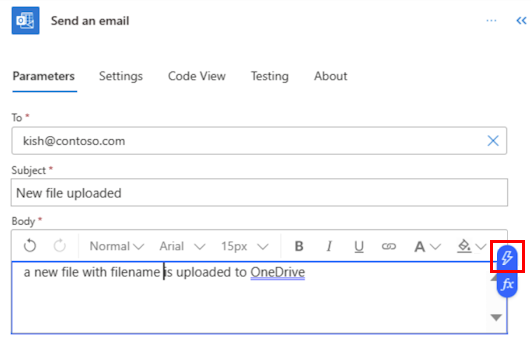 Send an email
Parameters Settings Code View Testing About
To *
kish@contoso.com
Subject *
New file uploaded
Body *
Normal Arial 15px B I U A
a new file with filename is uploaded to OneDrive
fx